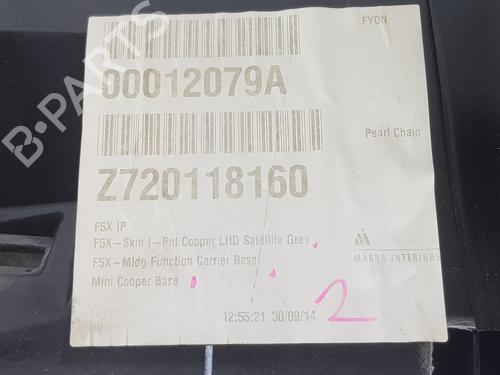 FYON
00012079A
Pearl Chain
Z720118160
F5X IP
F5X-Skin I-Pnl Cooper LHD Satellite Grey
F5X-Mldg Function Carrier Base
MAGNA INTERIORS
Mini Cooper Base
12:55:21 30/09/14
2
B-PARTS